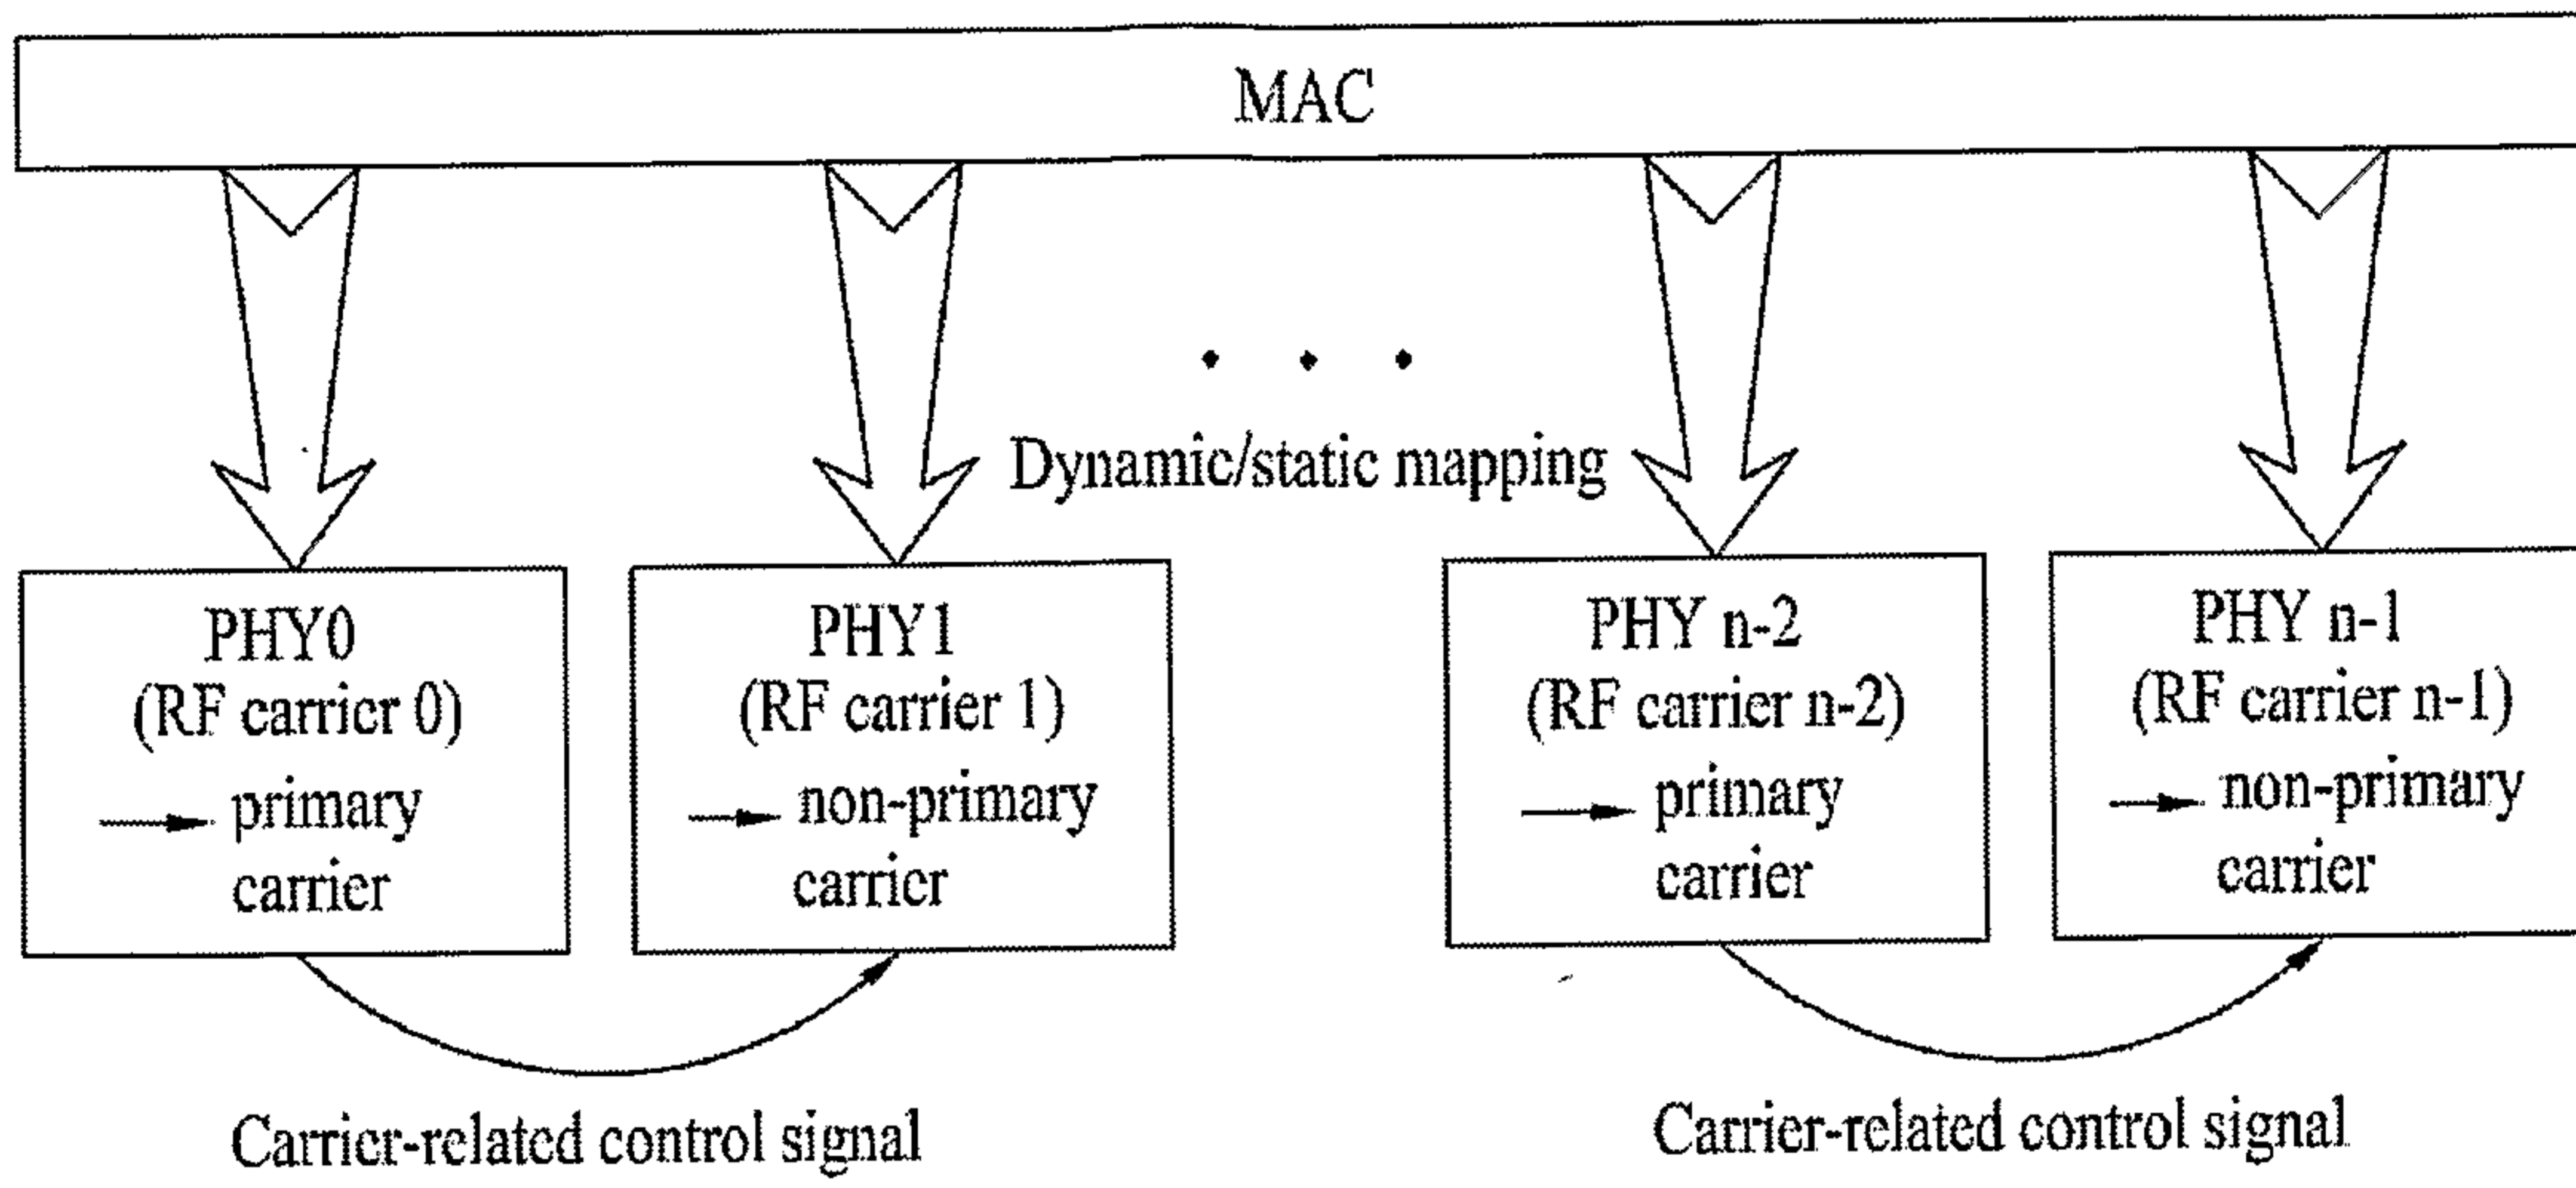 MAC
Dynamic/static mapping
PHY0
(RF carrier 0)
primary
carrier
PHY1
(RF carrier 1)
non-primary
carrier
PHY n-2
(RF carrier n-2)
primary
carrier
PHY n-1
(RF carrier n-1)
non-primary
carrier
Carrier-related control signal
Carrier-related control signal